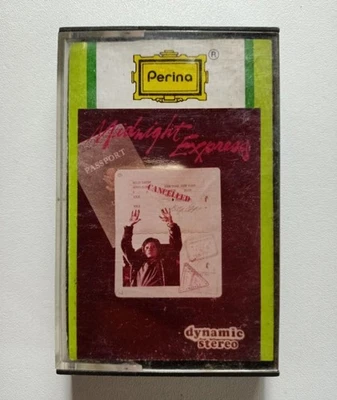 Perina
®
Midnight
Express
PASSPORT
CANCELLED
dynamic
stereo